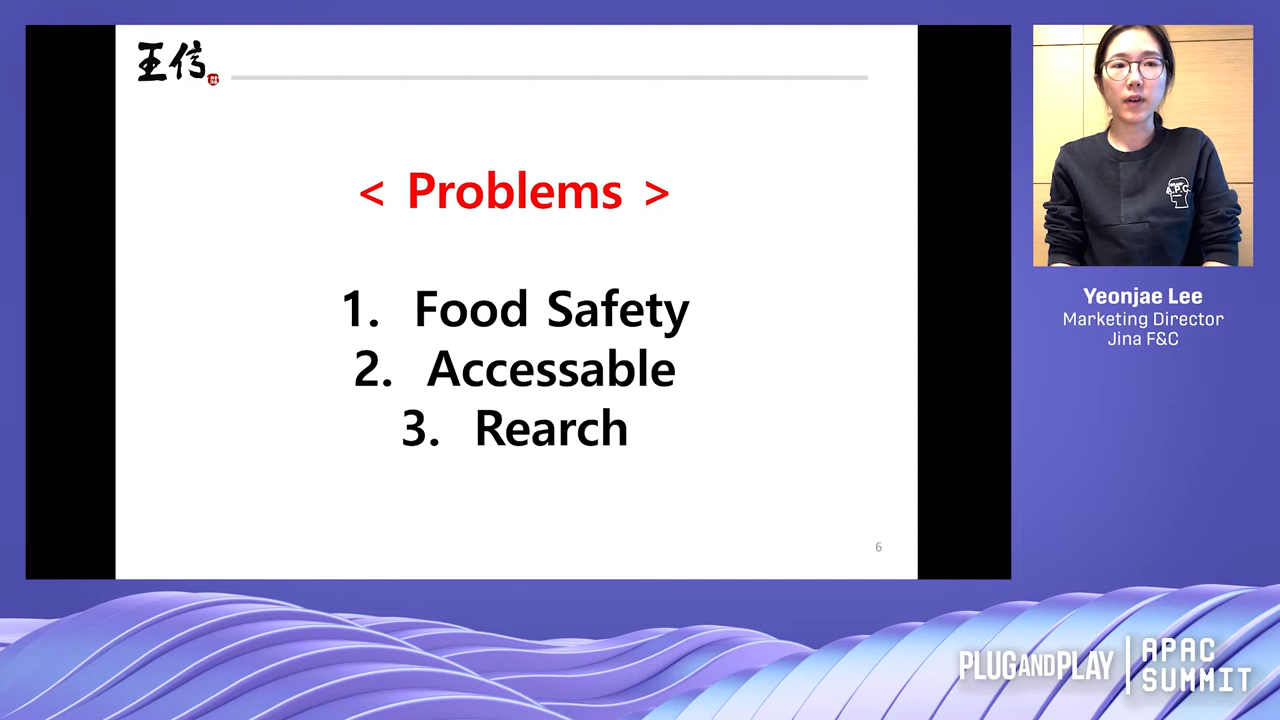 王信
< Problems >
1. Food Safety
2. Accessable
3. Rearch
6
A.P.C.
Yeonjae Lee
Marketing Director
Jina F&C
PLUGANDPLAY
APAC
SUMMIT